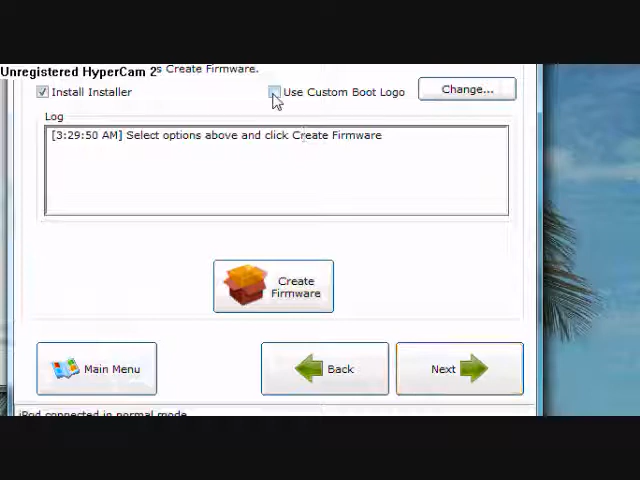 Unregistered HyperCam 2
s Create Firmware.
Install Installer
Use Custom Boot Logo
Change...
Log
[3:29:50 AM] Select options above and click Create Firmware
Create
Firmware
Main Menu
Back
Next
iPod connected in normal mode